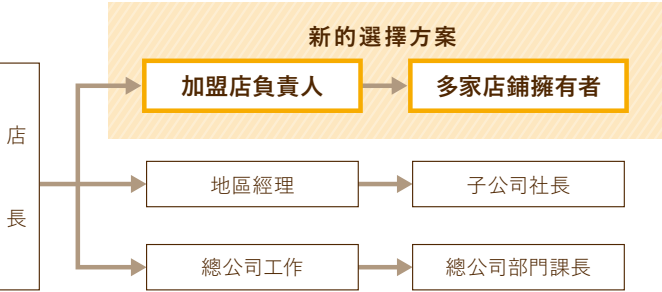 新的選擇方案
店長
加盟店負責人
多家店鋪擁有者
地區經理
子公司社長
總公司工作
總公司部門課長